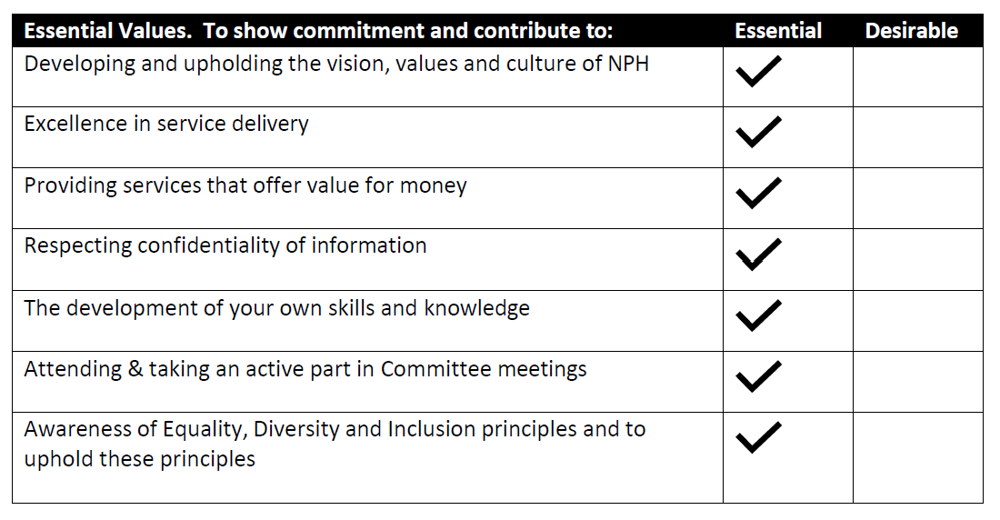 Essential Values.  To show commitment and contribute to: Essential Desirable
Developing and upholding the vision, values and culture of NPH ✓
Excellence in service delivery ✓
Providing services that offer value for money ✓
Respecting confidentiality of information ✓
The development of your own skills and knowledge ✓
Attending & taking an active part in Committee meetings ✓
Awareness of Equality, Diversity and Inclusion principles and to ✓
uphold these principles